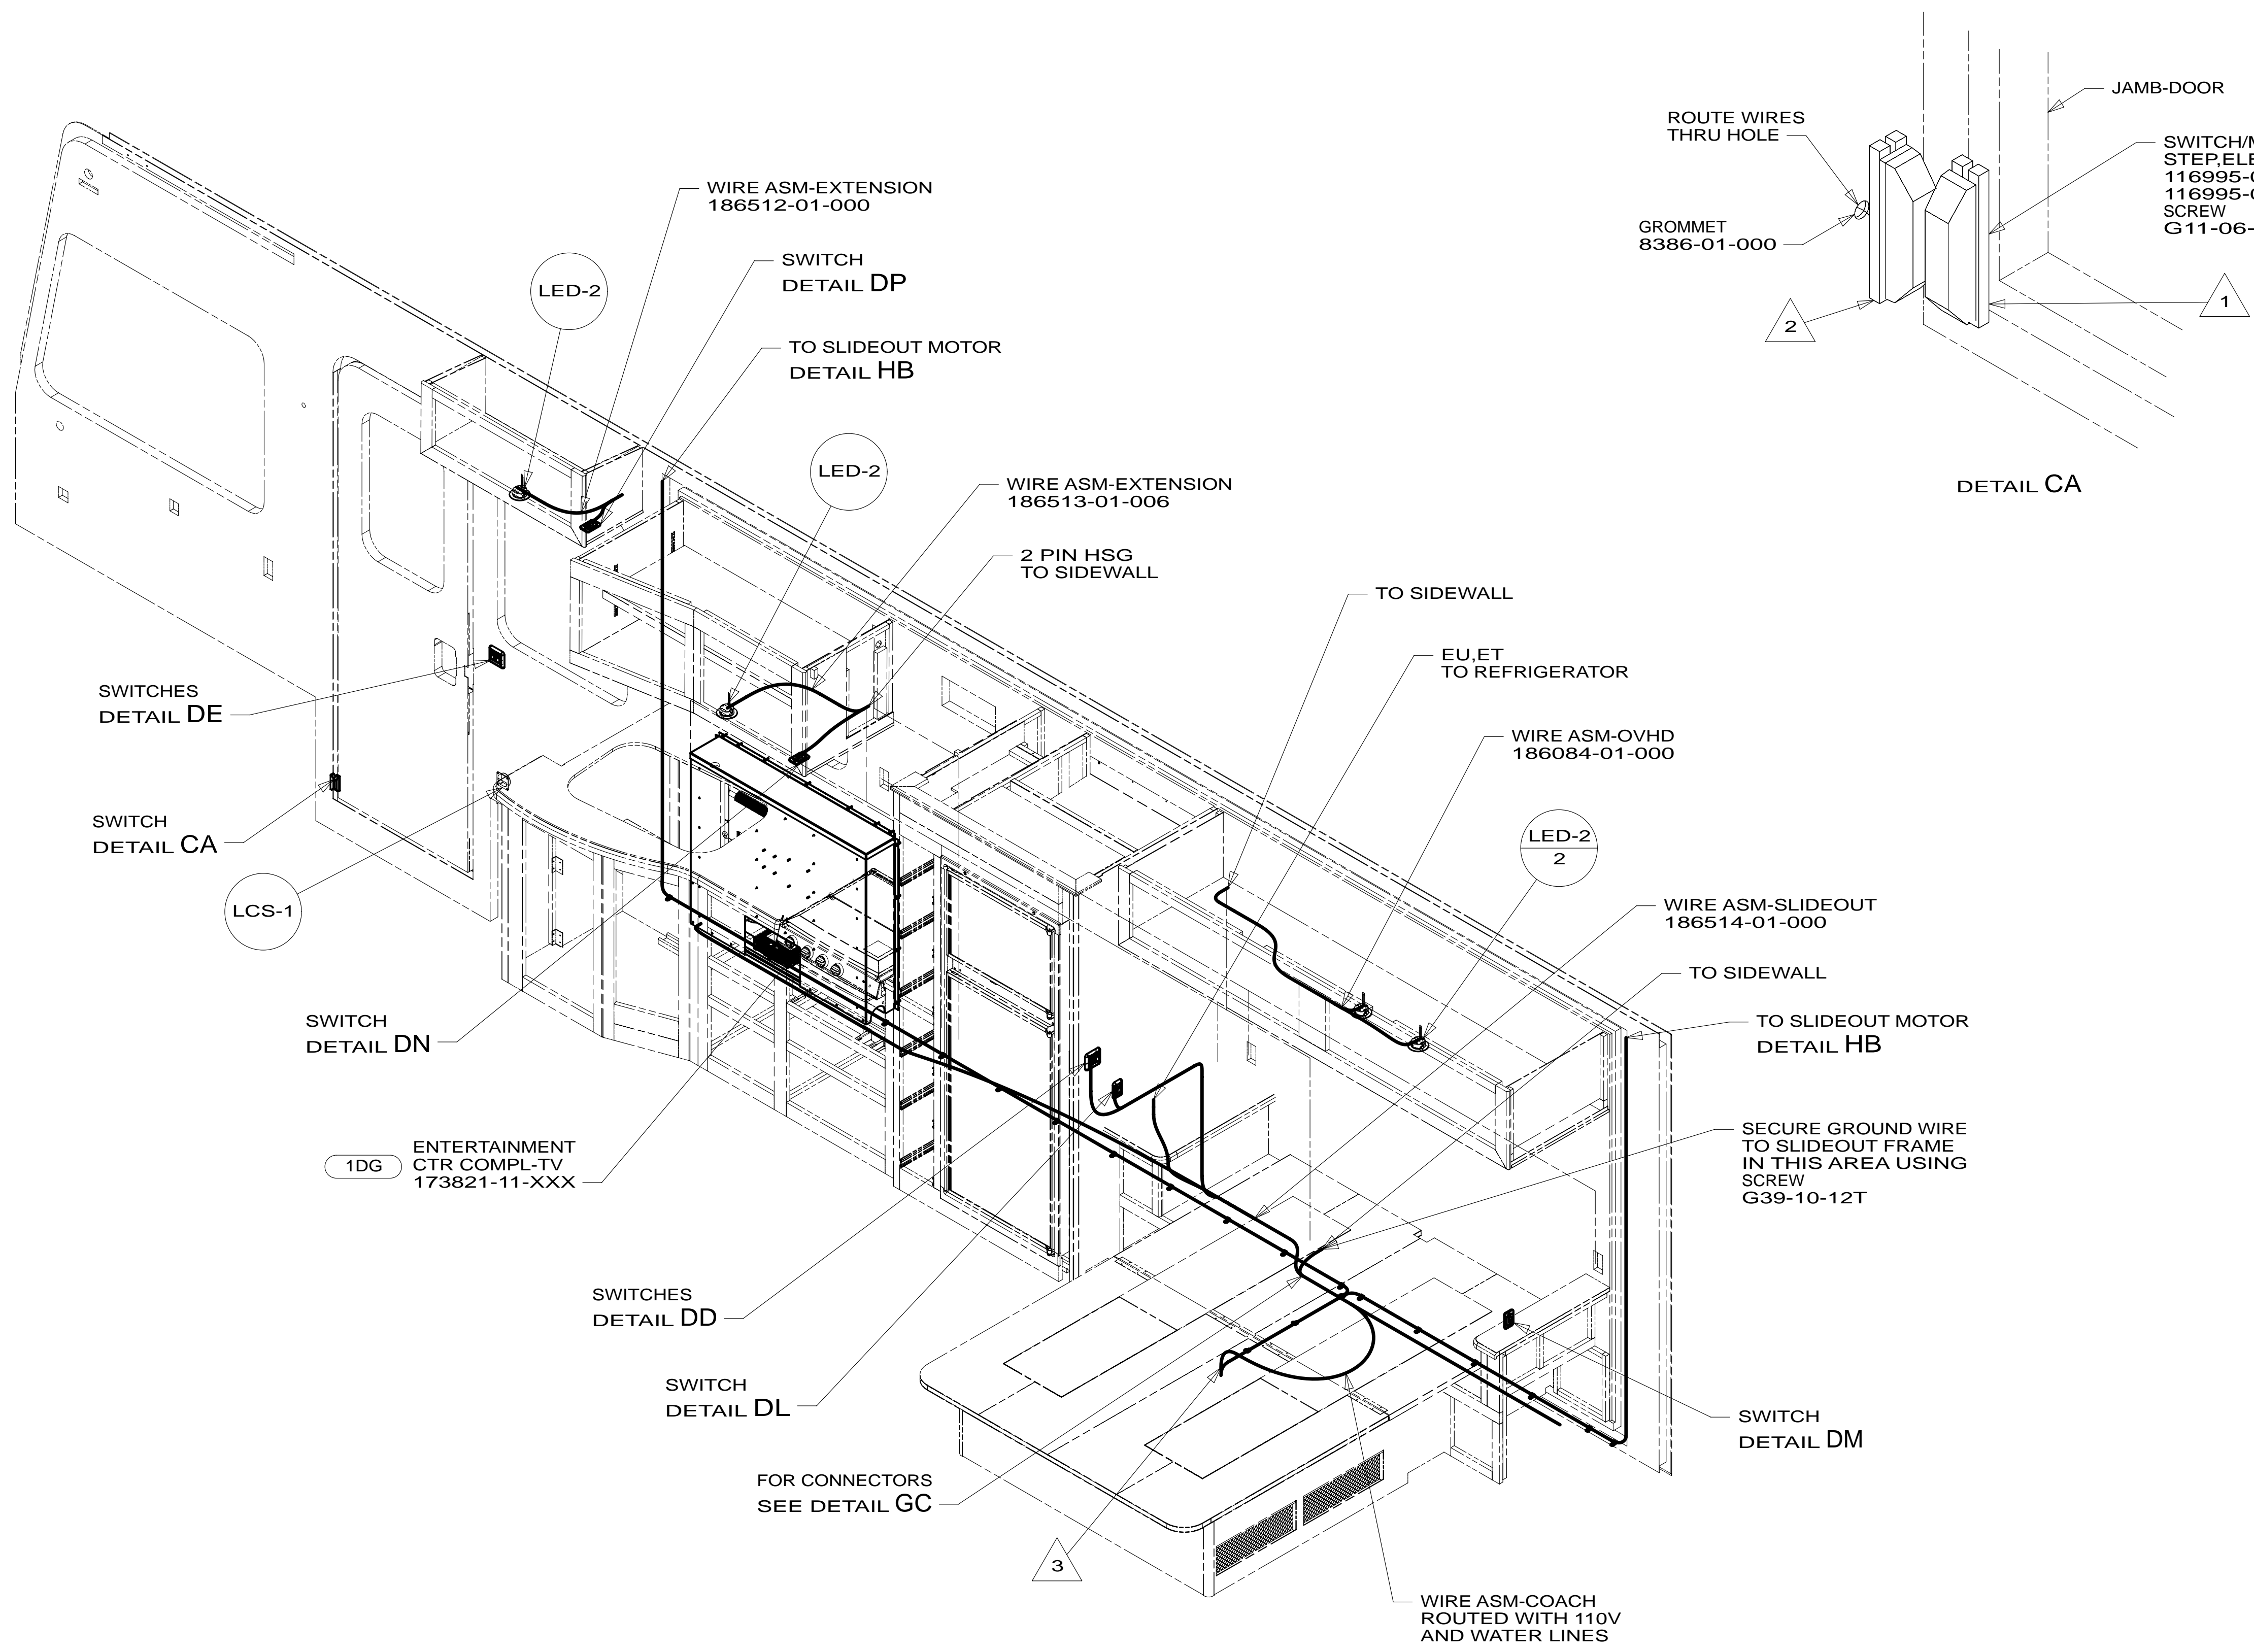 JAMB-DOOR
ROUTE WIRES
THRU HOLE
SCREW
GROMMET
8386-01-000
1
2
DETAIL CA
WIRE ASM-EXTENSION
186512-01-000
SWITCH
DETAIL DP
LED-2
TO SLIDEOUT MOTOR
DETAIL HB
LED-2
WIRE ASM-EXTENSION
186513-01-006
2 PIN HSG
TO SIDEWALL
TO SIDEWALL
EU,ET
TO REFRIGERATOR
SWITCHES
DETAIL DE
WIRE ASM-OVHD
186084-01-000
SWITCH
DETAIL CA
LED-2
2
LCS-1
WIRE ASM-SLIDEOUT
186514-01-000
TO SIDEWALL
SWITCH
DETAIL DN
TO SLIDEOUT MOTOR
DETAIL HB
1DG
ENTERTAINMENT
CTR COMPL-TV
173821-11-XXX
SECURE GROUND WIRE
TO SLIDEOUT FRAME
IN THIS AREA USING
SCREW
G39-10-12T
SWITCHES
DETAIL DD
SWITCH
DETAIL DL
SWITCH
DETAIL DM
FOR CONNECTORS
SEE DETAIL GC
3
WIRE ASM-COACH
ROUTED WITH 110V
AND WATER LINES